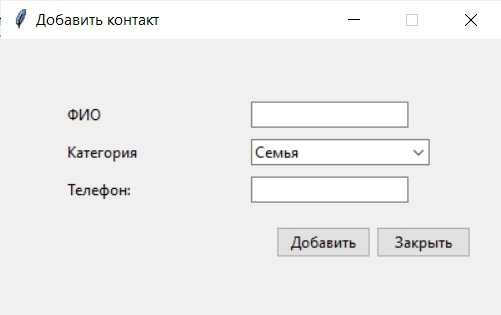 Добавить контакт
ФИО
Категория Семья
Телефон:
Добавить Закрыть